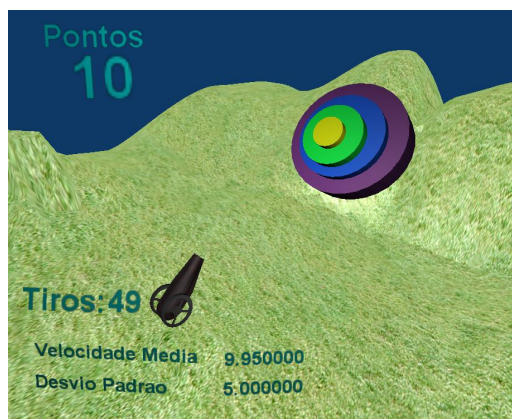 Pontos
10
Tiros: 49
Velocidade Media 9.950000
Desvio Padrao 5.000000